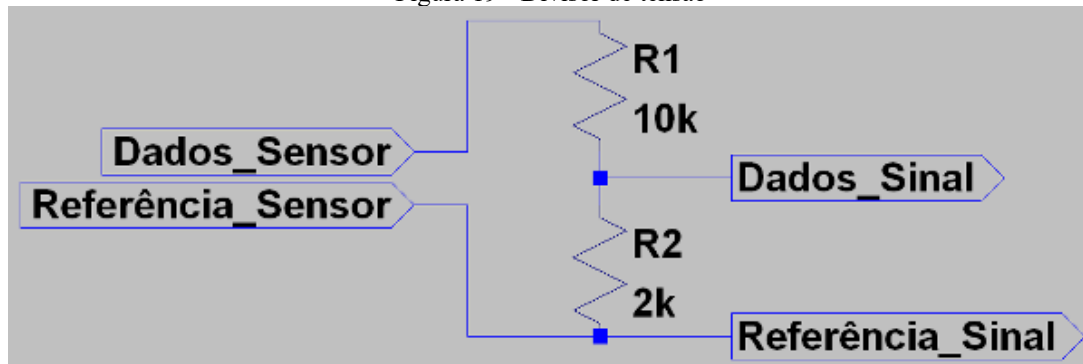 R1
10k
Dados_Sensor
Dados_Sinal
Referência_Sensor
R2
2k
Referência_Sinal